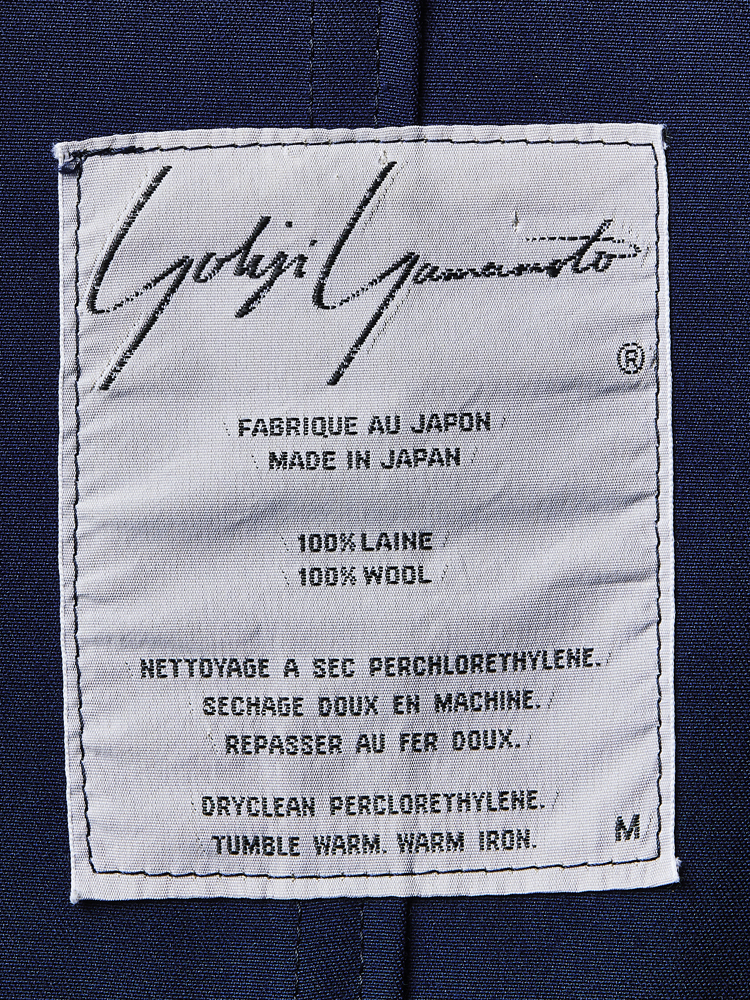 Yohji Yamamoto
®
FABRIQUE AU JAPON
MADE IN JAPAN
100% LAINE
100% WOOL
NETTOYAGE A SEC PERCHLORETHYLENE.
SECHAGE DOUX EN MACHINE.
REPASSER AU FER DOUX.
DRYCLEAN PERCLORETHYLENE.
TUMBLE WARM. WARM IRON.
M